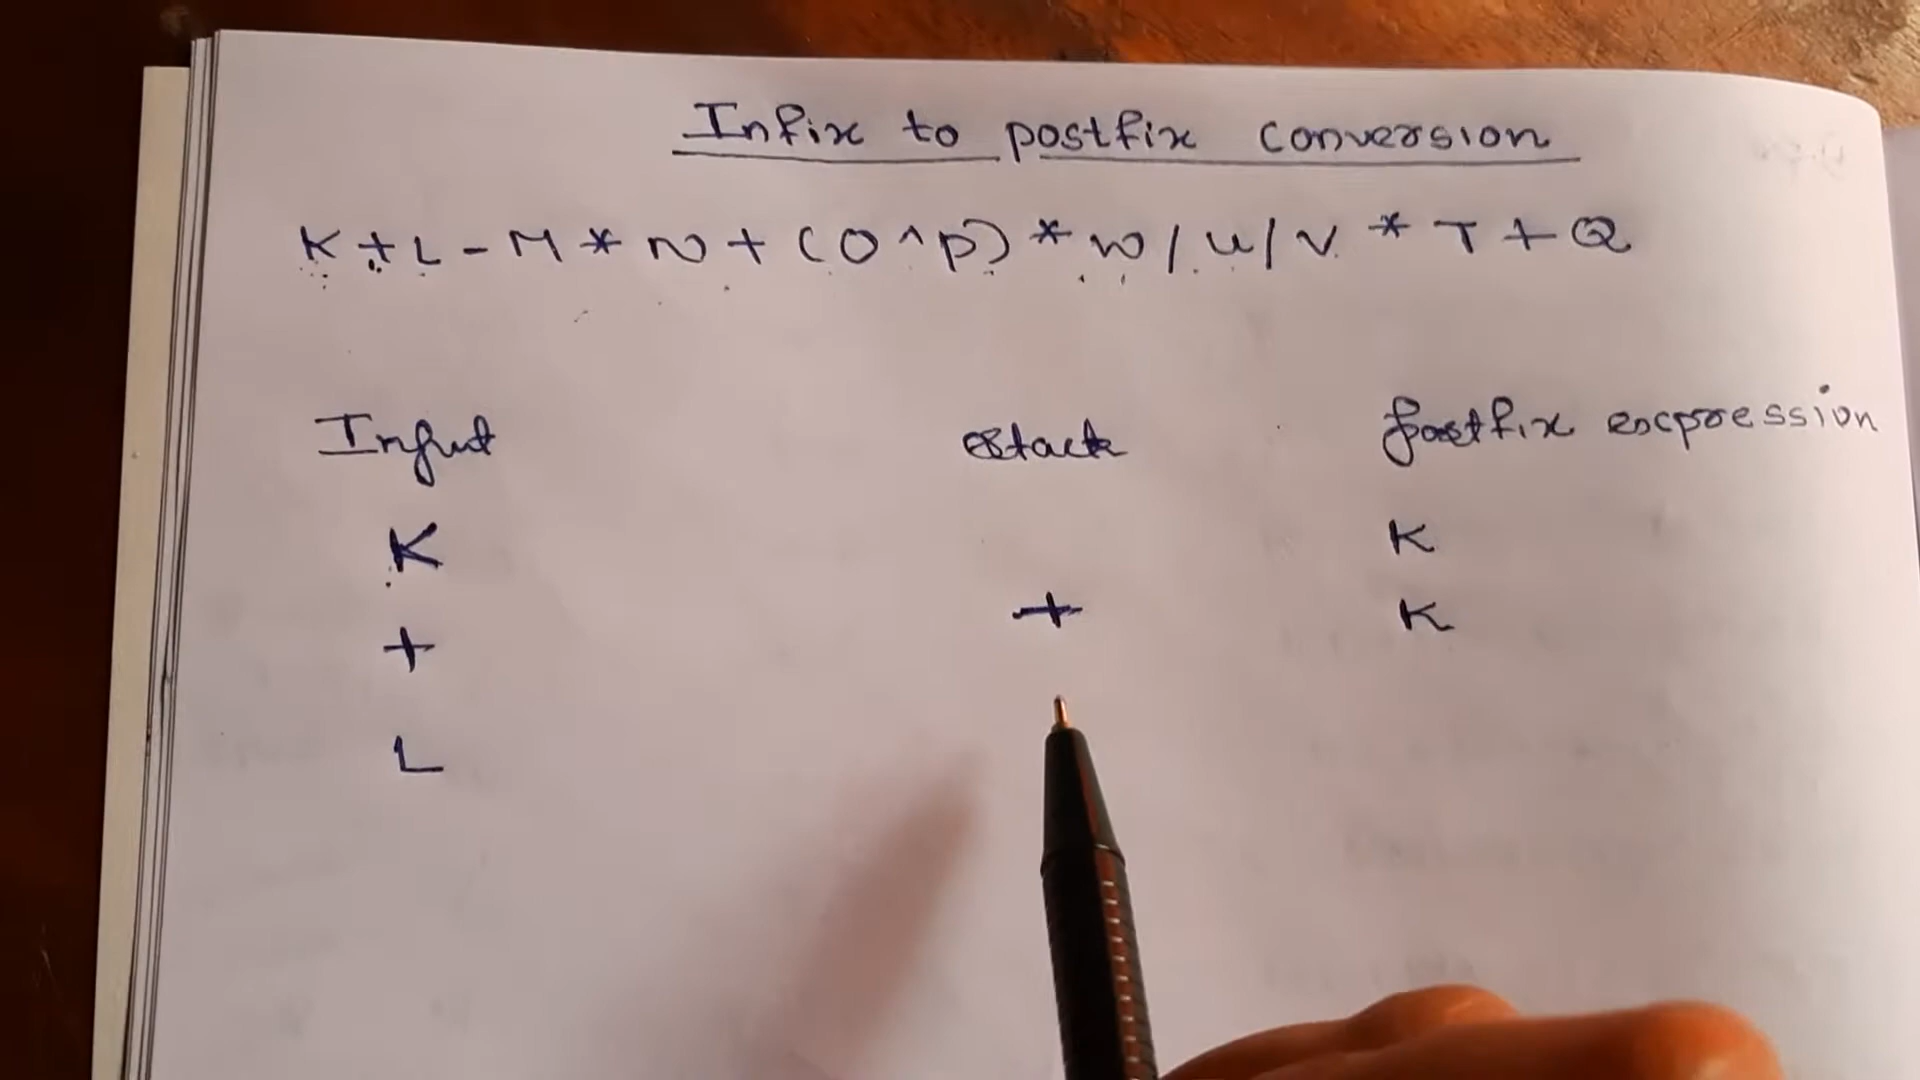 Infix to postfix conversion
K + L - M * N + (O ^ P) * W / U / V * T + Q
Input stack postfix expression
K K
+ + K
L